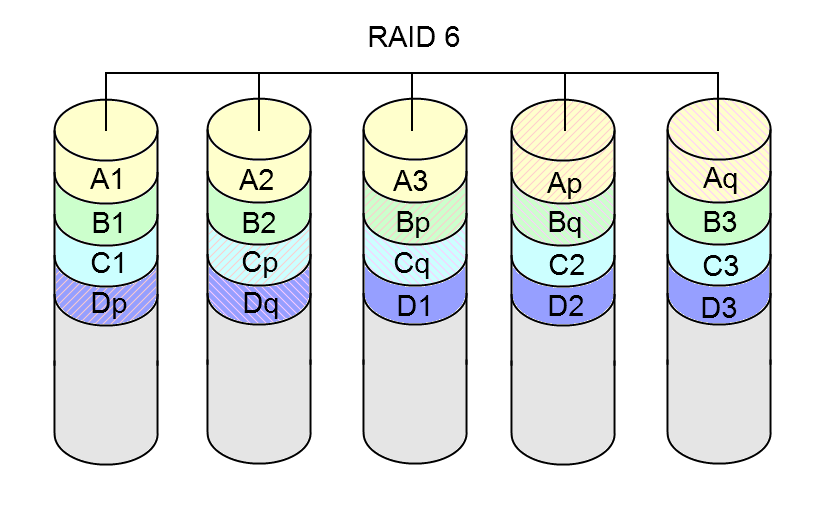 RAID 6
A1 A2 A3 Ap Aq
B1 B2 Bp Bq B3
C1 Cp Cq C2 C3
Dp Dq D1 D2 D3